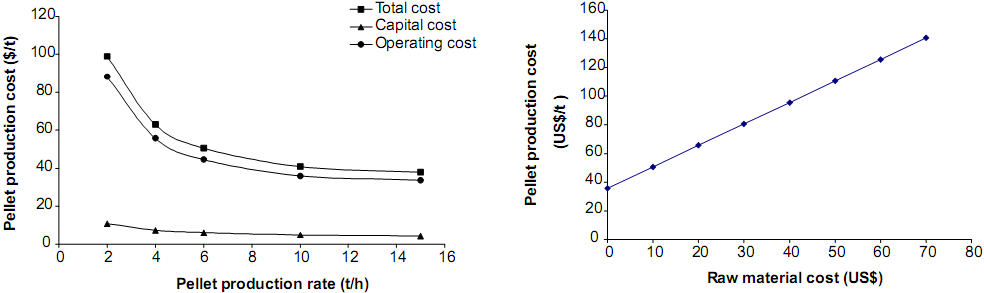 Total cost
Capital cost
Operating cost
120
100
80
60
40
20
0
0 2 4 6 8 10 12 14 16
Pellet production cost ($/t)
Pellet production rate (t/h)
160
140
120
100
80
60
40
20
0
0 10 20 30 40 50 60 70 80
Pellet production cost
(US$/t )
Raw material cost (US$)